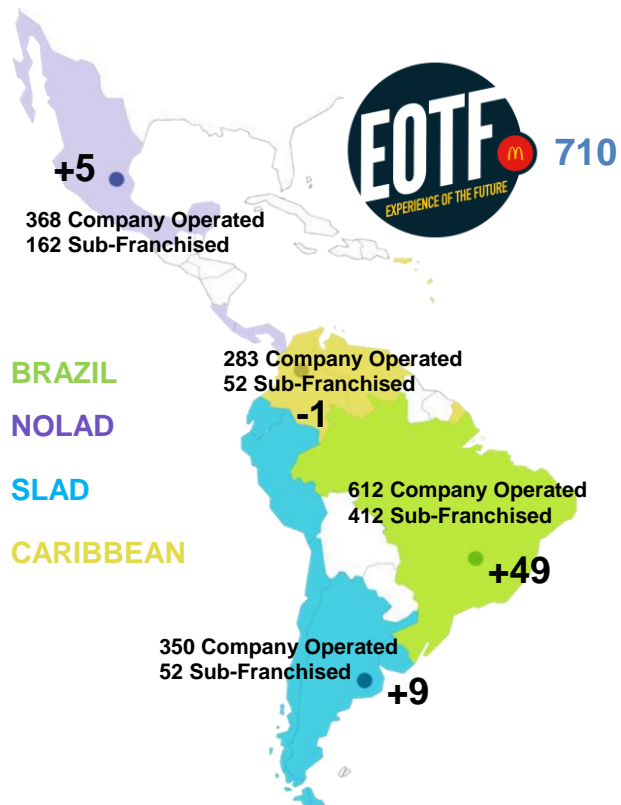 EOTF
EXPERIENCE OF THE FUTURE
710
+5
368 Company Operated
162 Sub-Franchised
283 Company Operated
52 Sub-Franchised
-1
BRAZIL
NOLAD
SLAD
CARIBBEAN
612 Company Operated
412 Sub-Franchised
+49
350 Company Operated
52 Sub-Franchised
+9